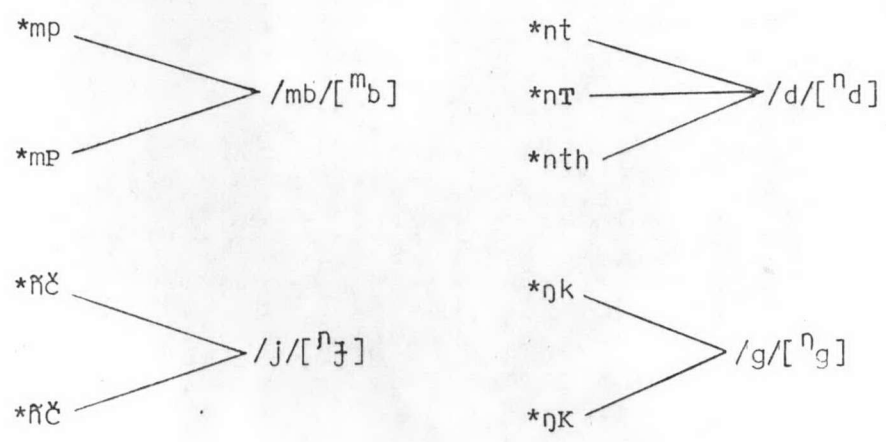 *mp *nt
/mb/[ᵐb] *nT /d/[ⁿd]
*mP *nth
*ñč *ŋk
/j/[ᶮɟ] /g/[ᵑg]
*ñČ *ŋK